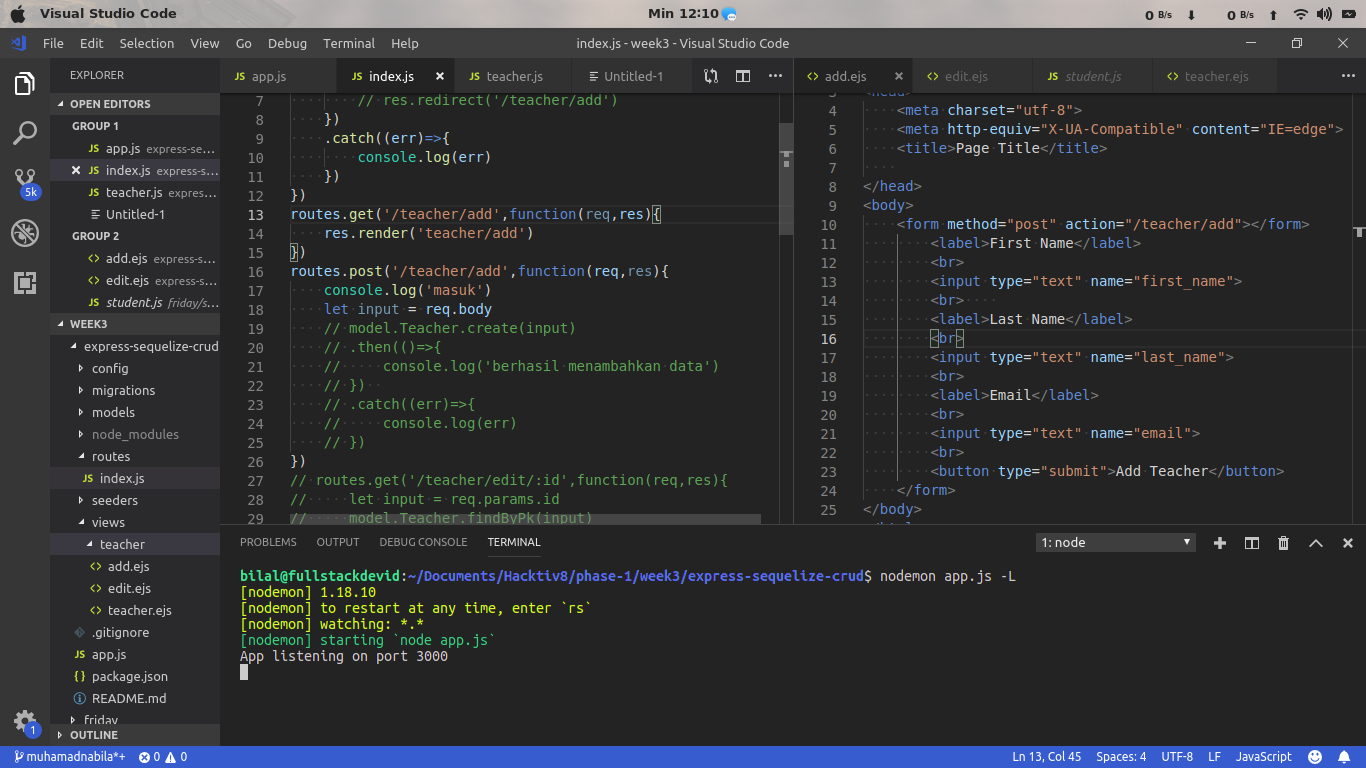 Visual Studio Code
Min 12:10
0 B/s 0 B/s
File Edit Selection View Go Debug Terminal Help
index.js - week3 - Visual Studio Code
EXPLORER
OPEN EDITORS
GROUP 1
JS app.js express-se...
JS index.js express-s...
JS teacher.js express...
Untitled-1
GROUP 2
add.ejs express-s...
edit.ejs express-s...
JS student.js friday/s...
WEEK3
express-sequelize-crud
config
migrations
models
node_modules
routes
JS index.js
seeders
views
teacher
add.ejs
edit.ejs
teacher.ejs
.gitignore
JS app.js
package.json
README.md
friday
OUTLINE
5k
1
JS app.js JS index.js JS teacher.js Untitled-1
7 // res.redirect('/teacher/add')
8 })
9 .catch((err)=>{
10 console.log(err)
11 })
12 })
13 routes.get('/teacher/add',function(req,res){
14 res.render('teacher/add')
15 })
16 routes.post('/teacher/add',function(req,res){
17 console.log('masuk')
18 let input = req.body
19 // model.Teacher.create(input)
20 // .then(()=>{
21 // console.log('berhasil menambahkan data')
22 // })
23 // .catch((err)=>{
24 // console.log(err)
25 // })
26 })
27 // routes.get('/teacher/edit/:id',function(req,res){
28 // let input = req.params.id
29 // model.Teacher.findByPk(input)
add.ejs edit.ejs JS student.js teacher.ejs
3 <head>
4 <meta charset="utf-8">
5 <meta http-equiv="X-UA-Compatible" content="IE=edge">
6 <title>Page Title</title>
7
8 </head>
9 <body>
10 <form method="post" action="/teacher/add"></form>
11 <label>First Name</label>
12 <br>
13 <input type="text" name="first_name">
14 <br>
15 <label>Last Name</label>
16 <br>
17 <input type="text" name="last_name">
18 <br>
19 <label>Email</label>
20 <br>
21 <input type="text" name="email">
22 <br>
23 <button type="submit">Add Teacher</button>
24 </form>
25 </body>
PROBLEMS OUTPUT DEBUG CONSOLE TERMINAL
1: node
bilal@fullstackdevid:~/Documents/Hacktiv8/phase-1/week3/express-sequelize-crud$ nodemon app.js -L
[nodemon] 1.18.10
[nodemon] to restart at any time, enter `rs`
[nodemon] watching: *.*
[nodemon] starting `node app.js`
App listening on port 3000
muhamadnabila*+ 0 0
Ln 13, Col 45 Spaces: 4 UTF-8 LF JavaScript